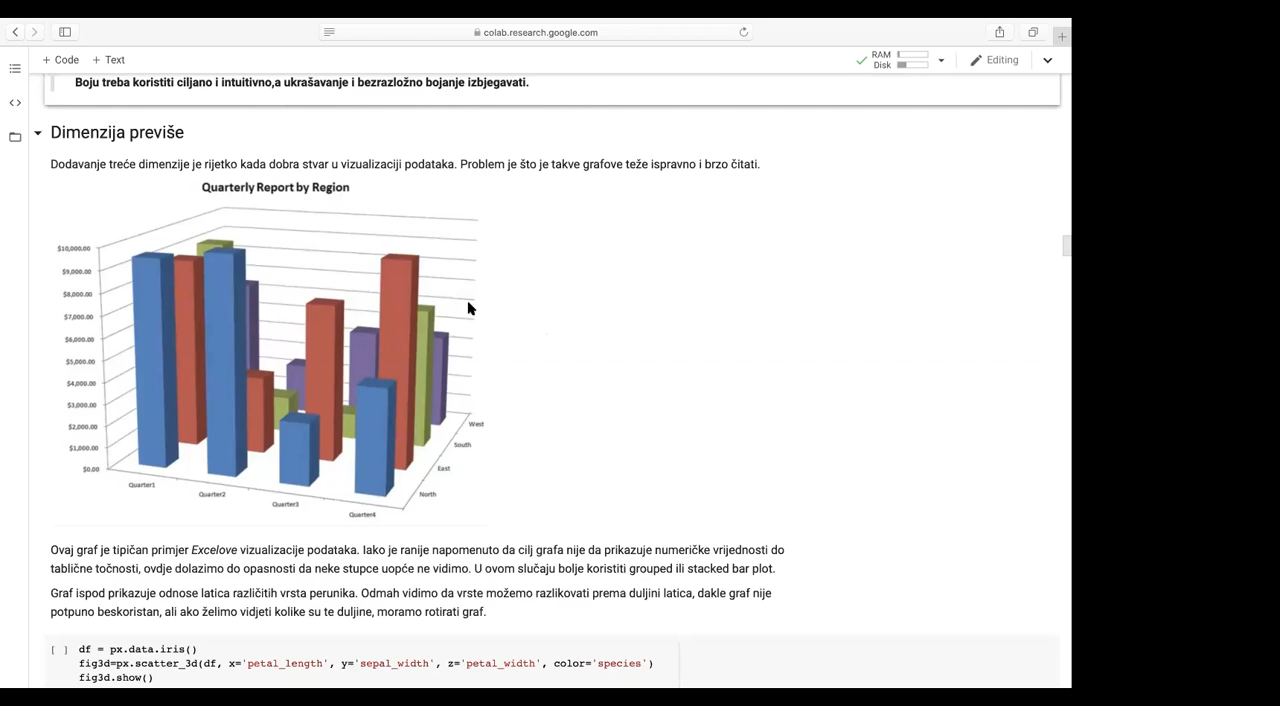 colab.research.google.com
+ Code + Text
RAM
Disk
Editing
Boju treba koristiti ciljano i intuitivno,a ukrašavanje i bezrazložno bojanje izbjegavati.
Dimenzija previše
Dodavanje treće dimenzije je rijetko kada dobra stvar u vizualizaciji podataka. Problem je što je takve grafove teže ispravno i brzo čitati.
Quarterly Report by Region
$10,000.00
$9,000.00
$8,000.00
$7,000.00
$6,000.00
$5,000.00
$4,000.00
$3,000.00
$2,000.00
$1,000.00
$0.00
West
South
East
North
Quarter1
Quarter2
Quarter3
Quarter4
Ovaj graf je tipičan primjer Excelove vizualizacije podataka. Iako je ranije napomenuto da cilj grafa nije da prikazuje numeričke vrijednosti do
tablične točnosti, ovdje dolazimo do opasnosti da neke stupce uopće ne vidimo. U ovom slučaju bolje koristiti grouped ili stacked bar plot.
Graf ispod prikazuje odnose latica različitih vrsta perunika. Odmah vidimo da vrste možemo razlikovati prema duljini latica, dakle graf nije
potpuno beskoristan, ali ako želimo vidjeti kolike su te duljine, moramo rotirati graf.
[ ] df = px.data.iris()
fig3d=px.scatter_3d(df, x='petal_length', y='sepal_width', z='petal_width', color='species')
fig3d.show()